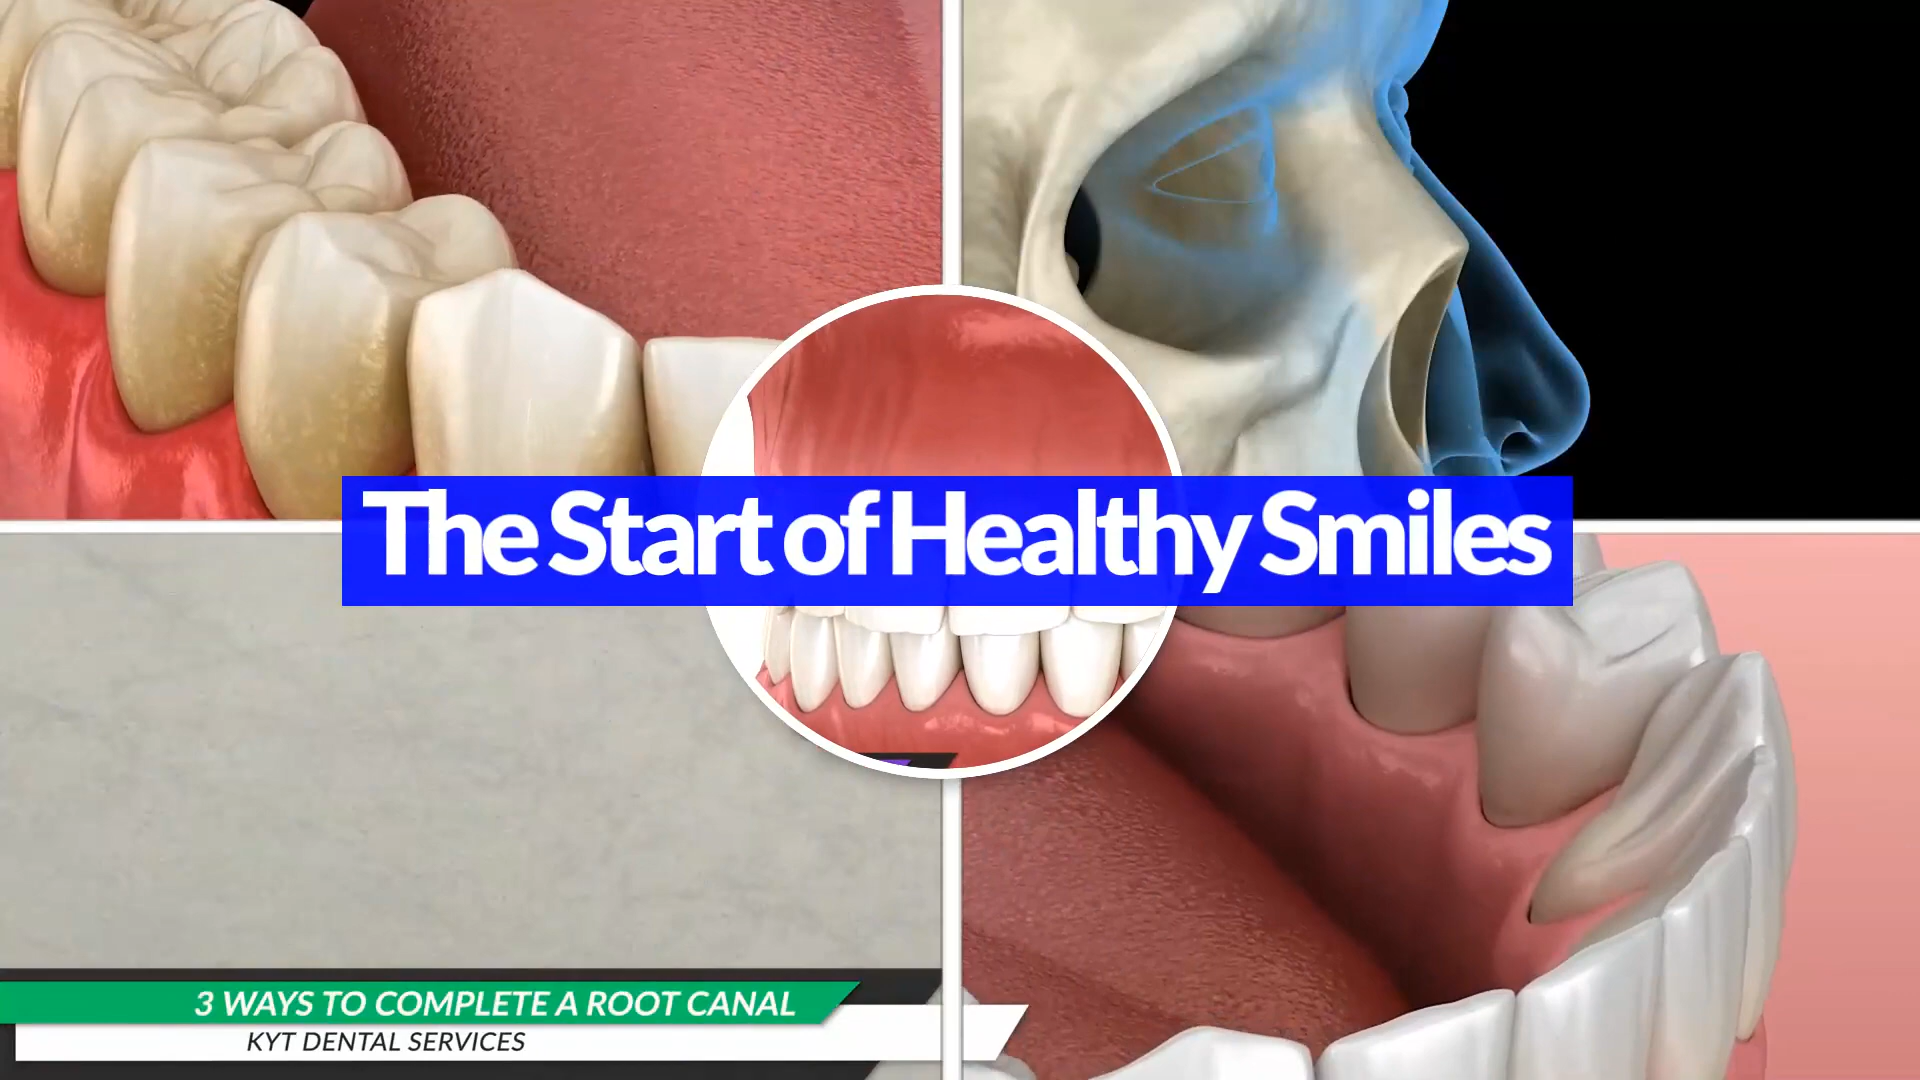 The Start of Healthy Smiles
3 WAYS TO COMPLETE A ROOT CANAL
KYT DENTAL SERVICES